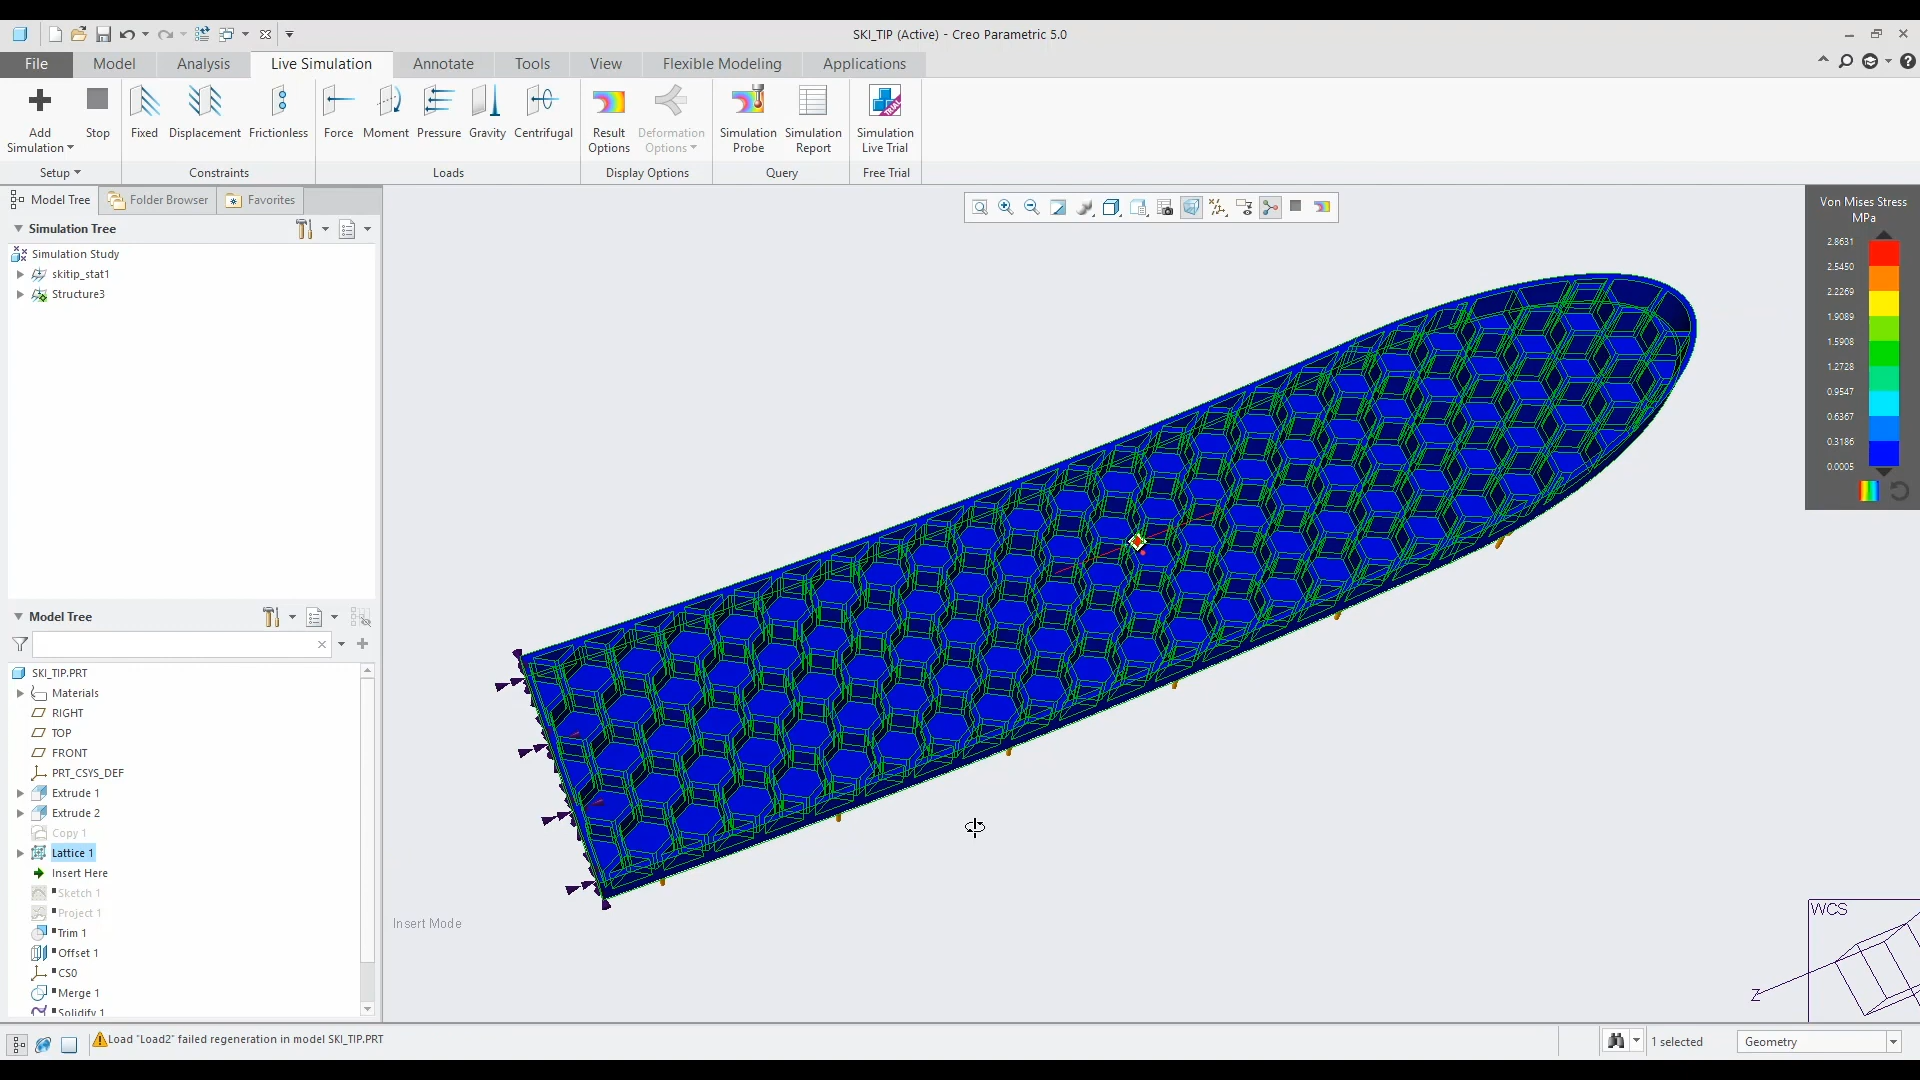 SKI_TIP (Active) - Creo Parametric 5.0
File
Model
Analysis
Live Simulation
Annotate
Tools
View
Flexible Modeling
Applications
Add
Simulation
Stop
Fixed
Displacement
Frictionless
Force
Moment
Pressure
Gravity
Centrifugal
Result
Options
Deformation
Options
Simulation
Probe
Simulation
Report
Simulation
Live Trial
TRIAL
Setup
Constraints
Loads
Display Options
Query
Free Trial
Model Tree
Folder Browser
Favorites
Simulation Tree
Simulation Study
skitip_stat1
Structure3
Model Tree
SKI_TIP.PRT
Materials
RIGHT
TOP
FRONT
PRT_CSYS_DEF
Extrude 1
Extrude 2
Copy 1
Lattice 1
Insert Here
Sketch 1
Project 1
Trim 1
Offset 1
CS0
Merge 1
Solidify 1
Von Mises Stress
MPa
2.8631
2.5450
2.2269
1.9089
1.5908
1.2728
0.9547
0.6367
0.3186
0.0005
Insert Mode
WCS
Z
Load "Load2" failed regeneration in model SKI_TIP.PRT
1 selected
Geometry